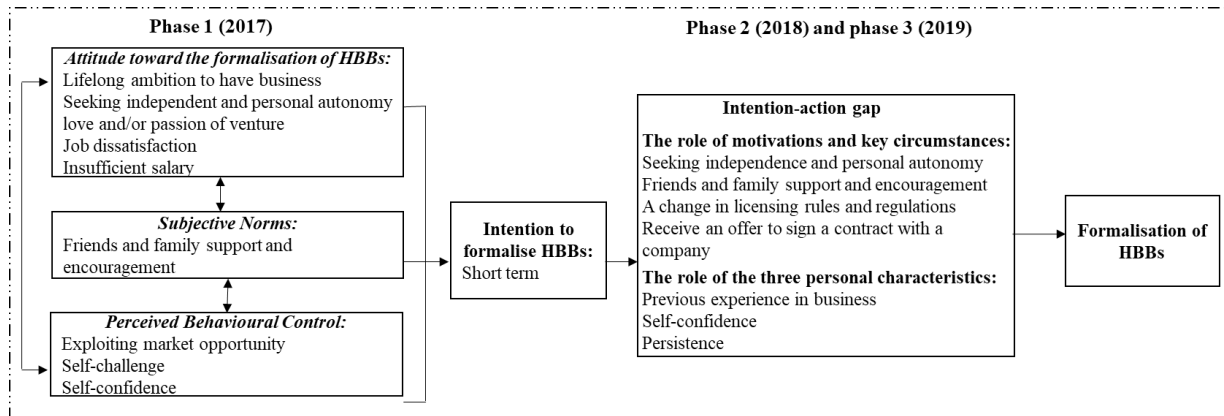 Phase 1 (2017)
Attitude toward the formalisation of HBBs:
Lifelong ambition to have business
Seeking independent and personal autonomy
love and/or passion of venture
Job dissatisfaction
Insufficient salary
Subjective Norms:
Friends and family support and
encouragement
Perceived Behavioural Control:
Exploiting market opportunity
Self-challenge
Self-confidence
Intention to
formalise HBBs:
Short term
Phase 2 (2018) and phase 3 (2019)
Intention-action gap
The role of motivations and key circumstances:
Seeking independence and personal autonomy
Friends and family support and encouragement
A change in licensing rules and regulations
Receive an offer to sign a contract with a
company
The role of the three personal characteristics:
Previous experience in business
Self-confidence
Persistence
Formalisation of
HBBs